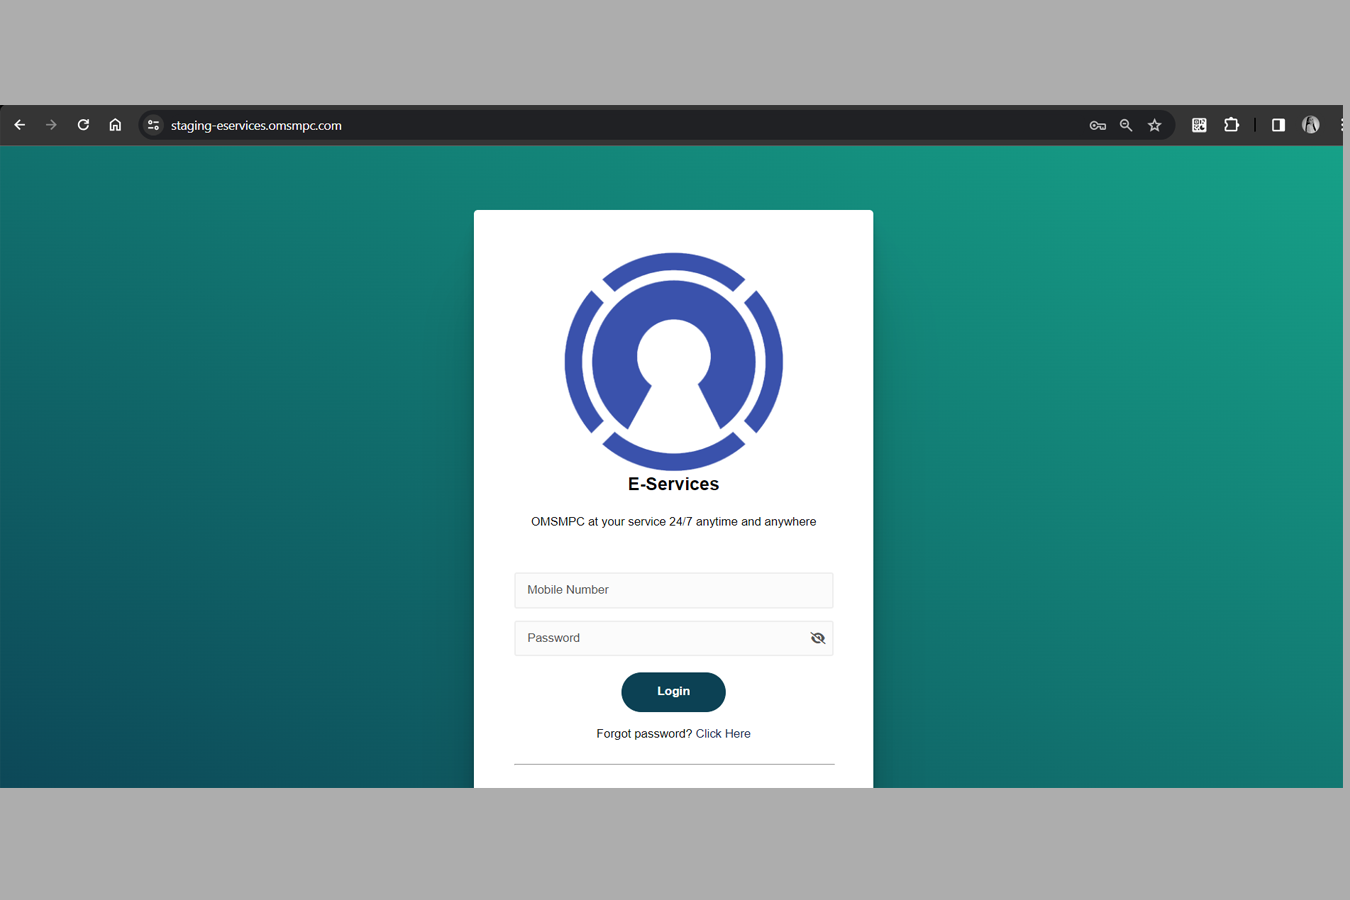 staging-eservices.omsmpc.com
E-Services
OMSMPC at your service 24/7 anytime and anywhere
Mobile Number
Password
Login
Forgot password? Click Here